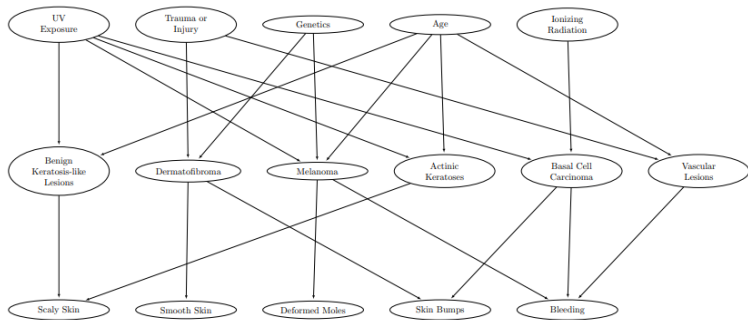 UV
Exposure
Trauma or
Injury
Genetics
Age
Ionizing
Radiation
Benign
Keratosis-like
Lesions
Dermatofibroma
Melanoma
Actinic
Keratoses
Basal Cell
Carcinoma
Vascular
Lesions
Scaly Skin
Smooth Skin
Deformed Moles
Skin Bumps
Bleeding